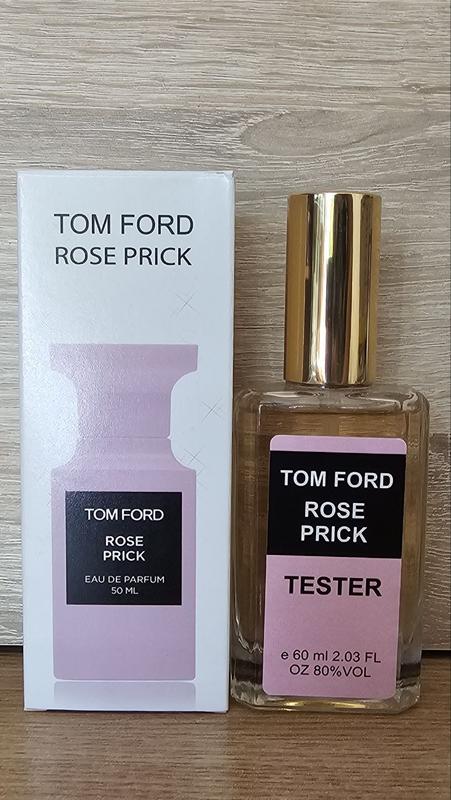 TOM FORD
ROSE PRICK
TOM FORD
ROSE
PRICK
EAU DE PARFUM
50 ML
TOM FORD
ROSE
PRICK
TESTER
e 60 ml 2.03 FL
OZ 80%VOL